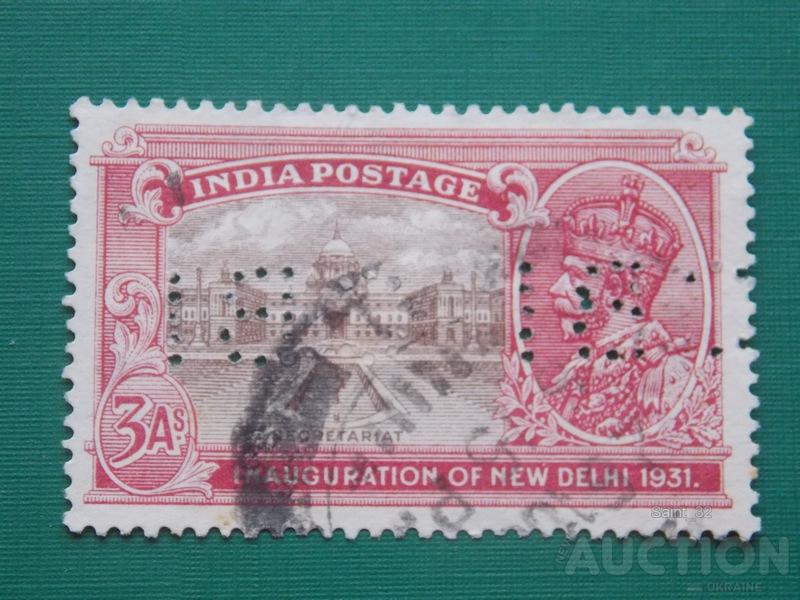 INDIA POSTAGE
3As.
SECRETARIAT
INAUGURATION OF NEW DELHI 1931.
Saint_32
AUCTION
UKRAINE